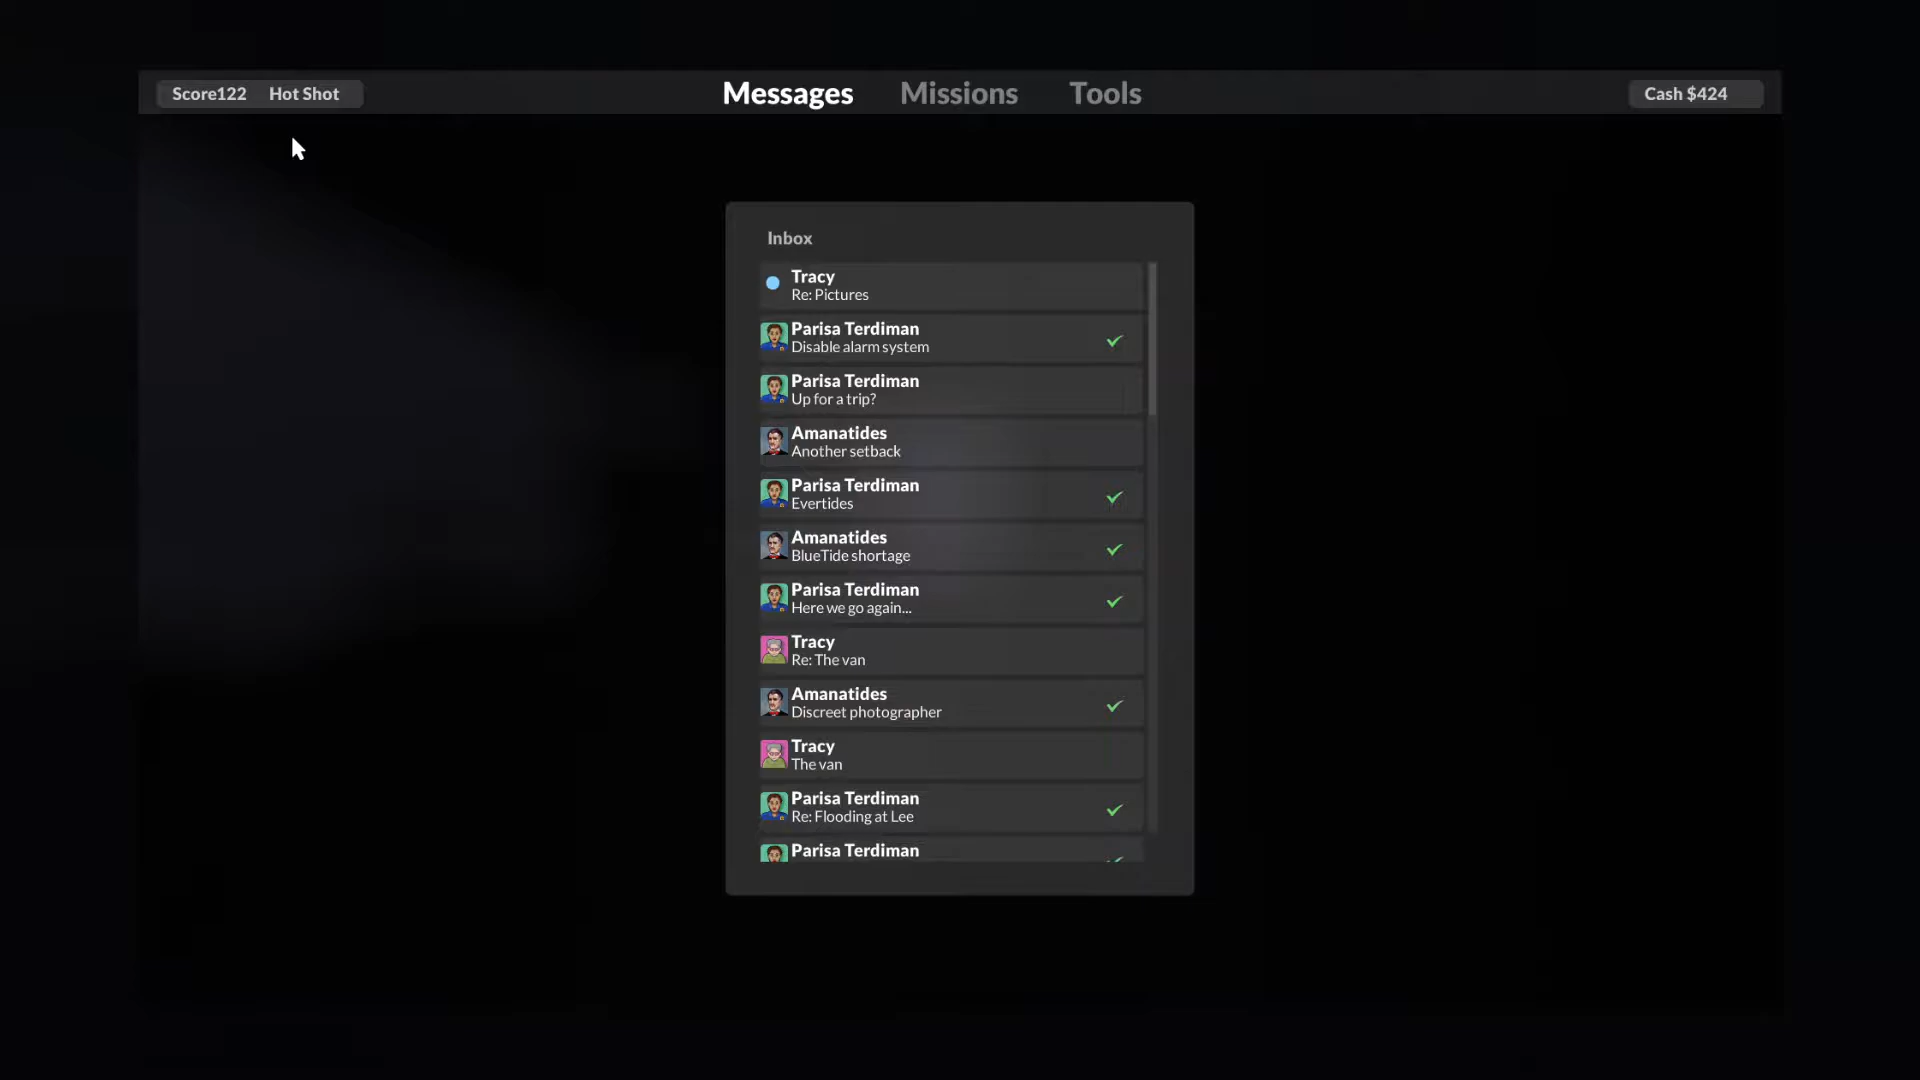 Score122 Hot Shot
Messages
Missions
Tools
Cash $424
Inbox
Tracy
Re: Pictures
Parisa Terdiman
Disable alarm system
Parisa Terdiman
Up for a trip?
Amanatides
Another setback
Parisa Terdiman
Evertides
Amanatides
BlueTide shortage
Parisa Terdiman
Here we go again...
Tracy
Re: The van
Amanatides
Discreet photographer
Tracy
The van
Parisa Terdiman
Re: Flooding at Lee
Parisa Terdiman